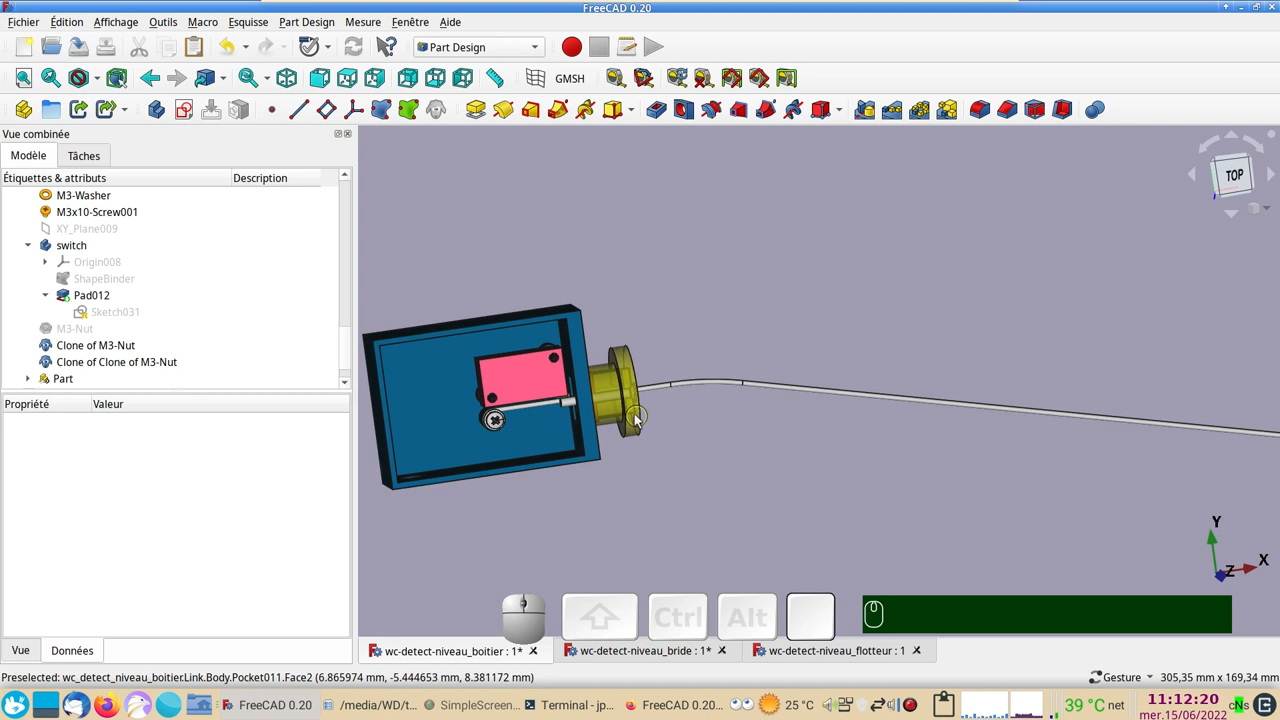 FreeCAD 0.20
Fichier Édition Affichage Outils Macro Esquisse Part Design Mesure Fenêtre Aide
Part Design
GMSH
Vue combinée
Modèle Tâches
Étiquettes & attributs Description
M3-Washer
M3x10-Screw001
XY_Plane009
switch
Origin008
ShapeBinder
Pad012
Sketch031
M3-Nut
Clone of M3-Nut
Clone of Clone of M3-Nut
Part
Propriété Valeur
TOP
Y
X
Z
Ctrl Alt
Vue Données
wc-detect-niveau_boitier : 1* wc-detect-niveau_bride : 1* wc-detect-niveau_flotteur : 1
Preselected: wc_detect_niveau_boitierLink.Body.Pocket011.Face2 (6.865974 mm, -5.444653 mm, 8.381172 mm) Gesture 305,35 mm x 169,34 mm
FreeCAD 0.20 /media/WD/t... SimpleScreen... Terminal - jp... FreeCAD 0.20... 25 °C 39 °C net 11:12:20
mer.15/06/2022